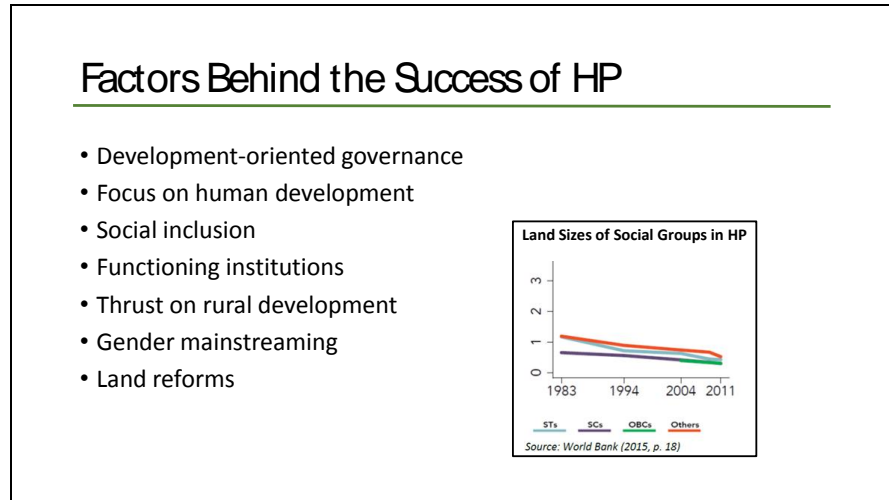 Factors Behind the Success of HP
• Development-oriented governance
• Focus on human development
• Social inclusion
• Functioning institutions
• Thrust on rural development
• Gender mainstreaming
• Land reforms
Land Sizes of Social Groups in HP
3
2
1
0
1983 1994 2004 2011
STs SCs OBCs Others
Source: World Bank (2015, p. 18)